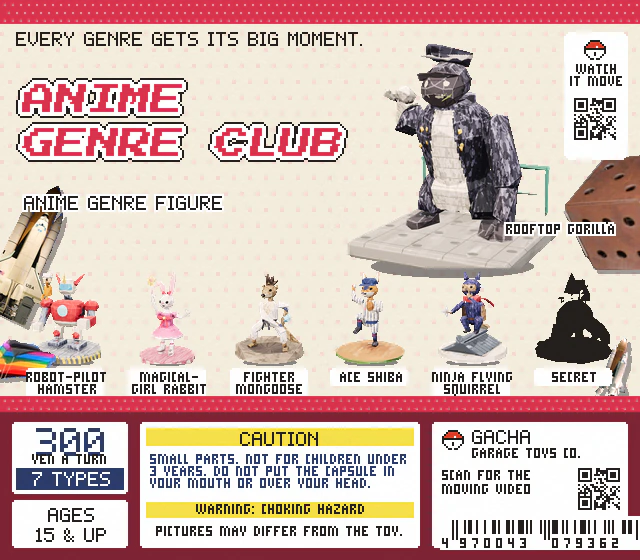 EVERY GENRE GETS ITS BIG MOMENT.
WATCH
IT MOVE
ANIME
GENRE CLUB
ANIME GENRE FIGURE
USA
ROOFTOP GORILLA
ROBOT-PILOT
HAMSTER
MAGICAL-
GIRL RABBIT
FIGHTER
MONGOOSE
ACE SHIBA
NINJA FLYING
SQUIRREL
SECRET
300
YEN A TURN
7 TYPES
AGES
15 & UP
CAUTION
SMALL PARTS. NOT FOR CHILDREN UNDER
3 YEARS. DO NOT PUT THE CAPSULE IN
YOUR MOUTH OR OVER YOUR HEAD.
WARNING: CHOKING HAZARD
PICTURES MAY DIFFER FROM THE TOY.
GACHA
GARAGE TOYS CO.
SCAN FOR THE
MOVING VIDEO
4 970043 079362